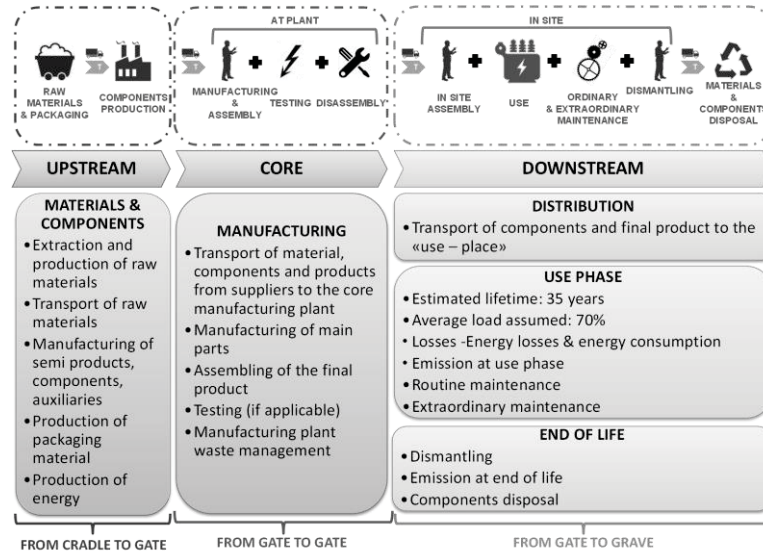 AT PLANT
IN SITE
T
T
T
T
RAW
MATERIALS
& PACKAGING
COMPONENTS
PRODUCTION
MANUFACTURING
&
ASSEMBLY
TESTING
DISASSEMBLY
IN SITE
ASSEMBLY
USE
ORDINARY
& EXTRAORDINARY
MAINTENANCE
DISMANTLING
MATERIALS
&
COMPONENTS
DISPOSAL
UPSTREAM
CORE
DOWNSTREAM
MATERIALS &
COMPONENTS
•Extraction and
production of raw
materials
•Transport of raw
materials
•Manufacturing of
semi products,
components,
auxiliaries
•Production of
packaging
material
•Production of
energy
MANUFACTURING
•Transport of material,
components and products
from suppliers to the core
manufacturing plant
•Manufacturing of main
parts
•Assembling of the final
product
•Testing (if applicable)
•Manufacturing plant
waste management
DISTRIBUTION
•Transport of components and final product to the
«use – place»
USE PHASE
•Estimated lifetime: 35 years
•Average load assumed: 70%
• Losses -Energy losses & energy consumption
• Emission at use phase
•Routine maintenance
•Extraordinary maintenance
END OF LIFE
•Dismantling
•Emission at end of life
•Components disposal
FROM CRADLE TO GATE
FROM GATE TO GATE
FROM GATE TO GRAVE